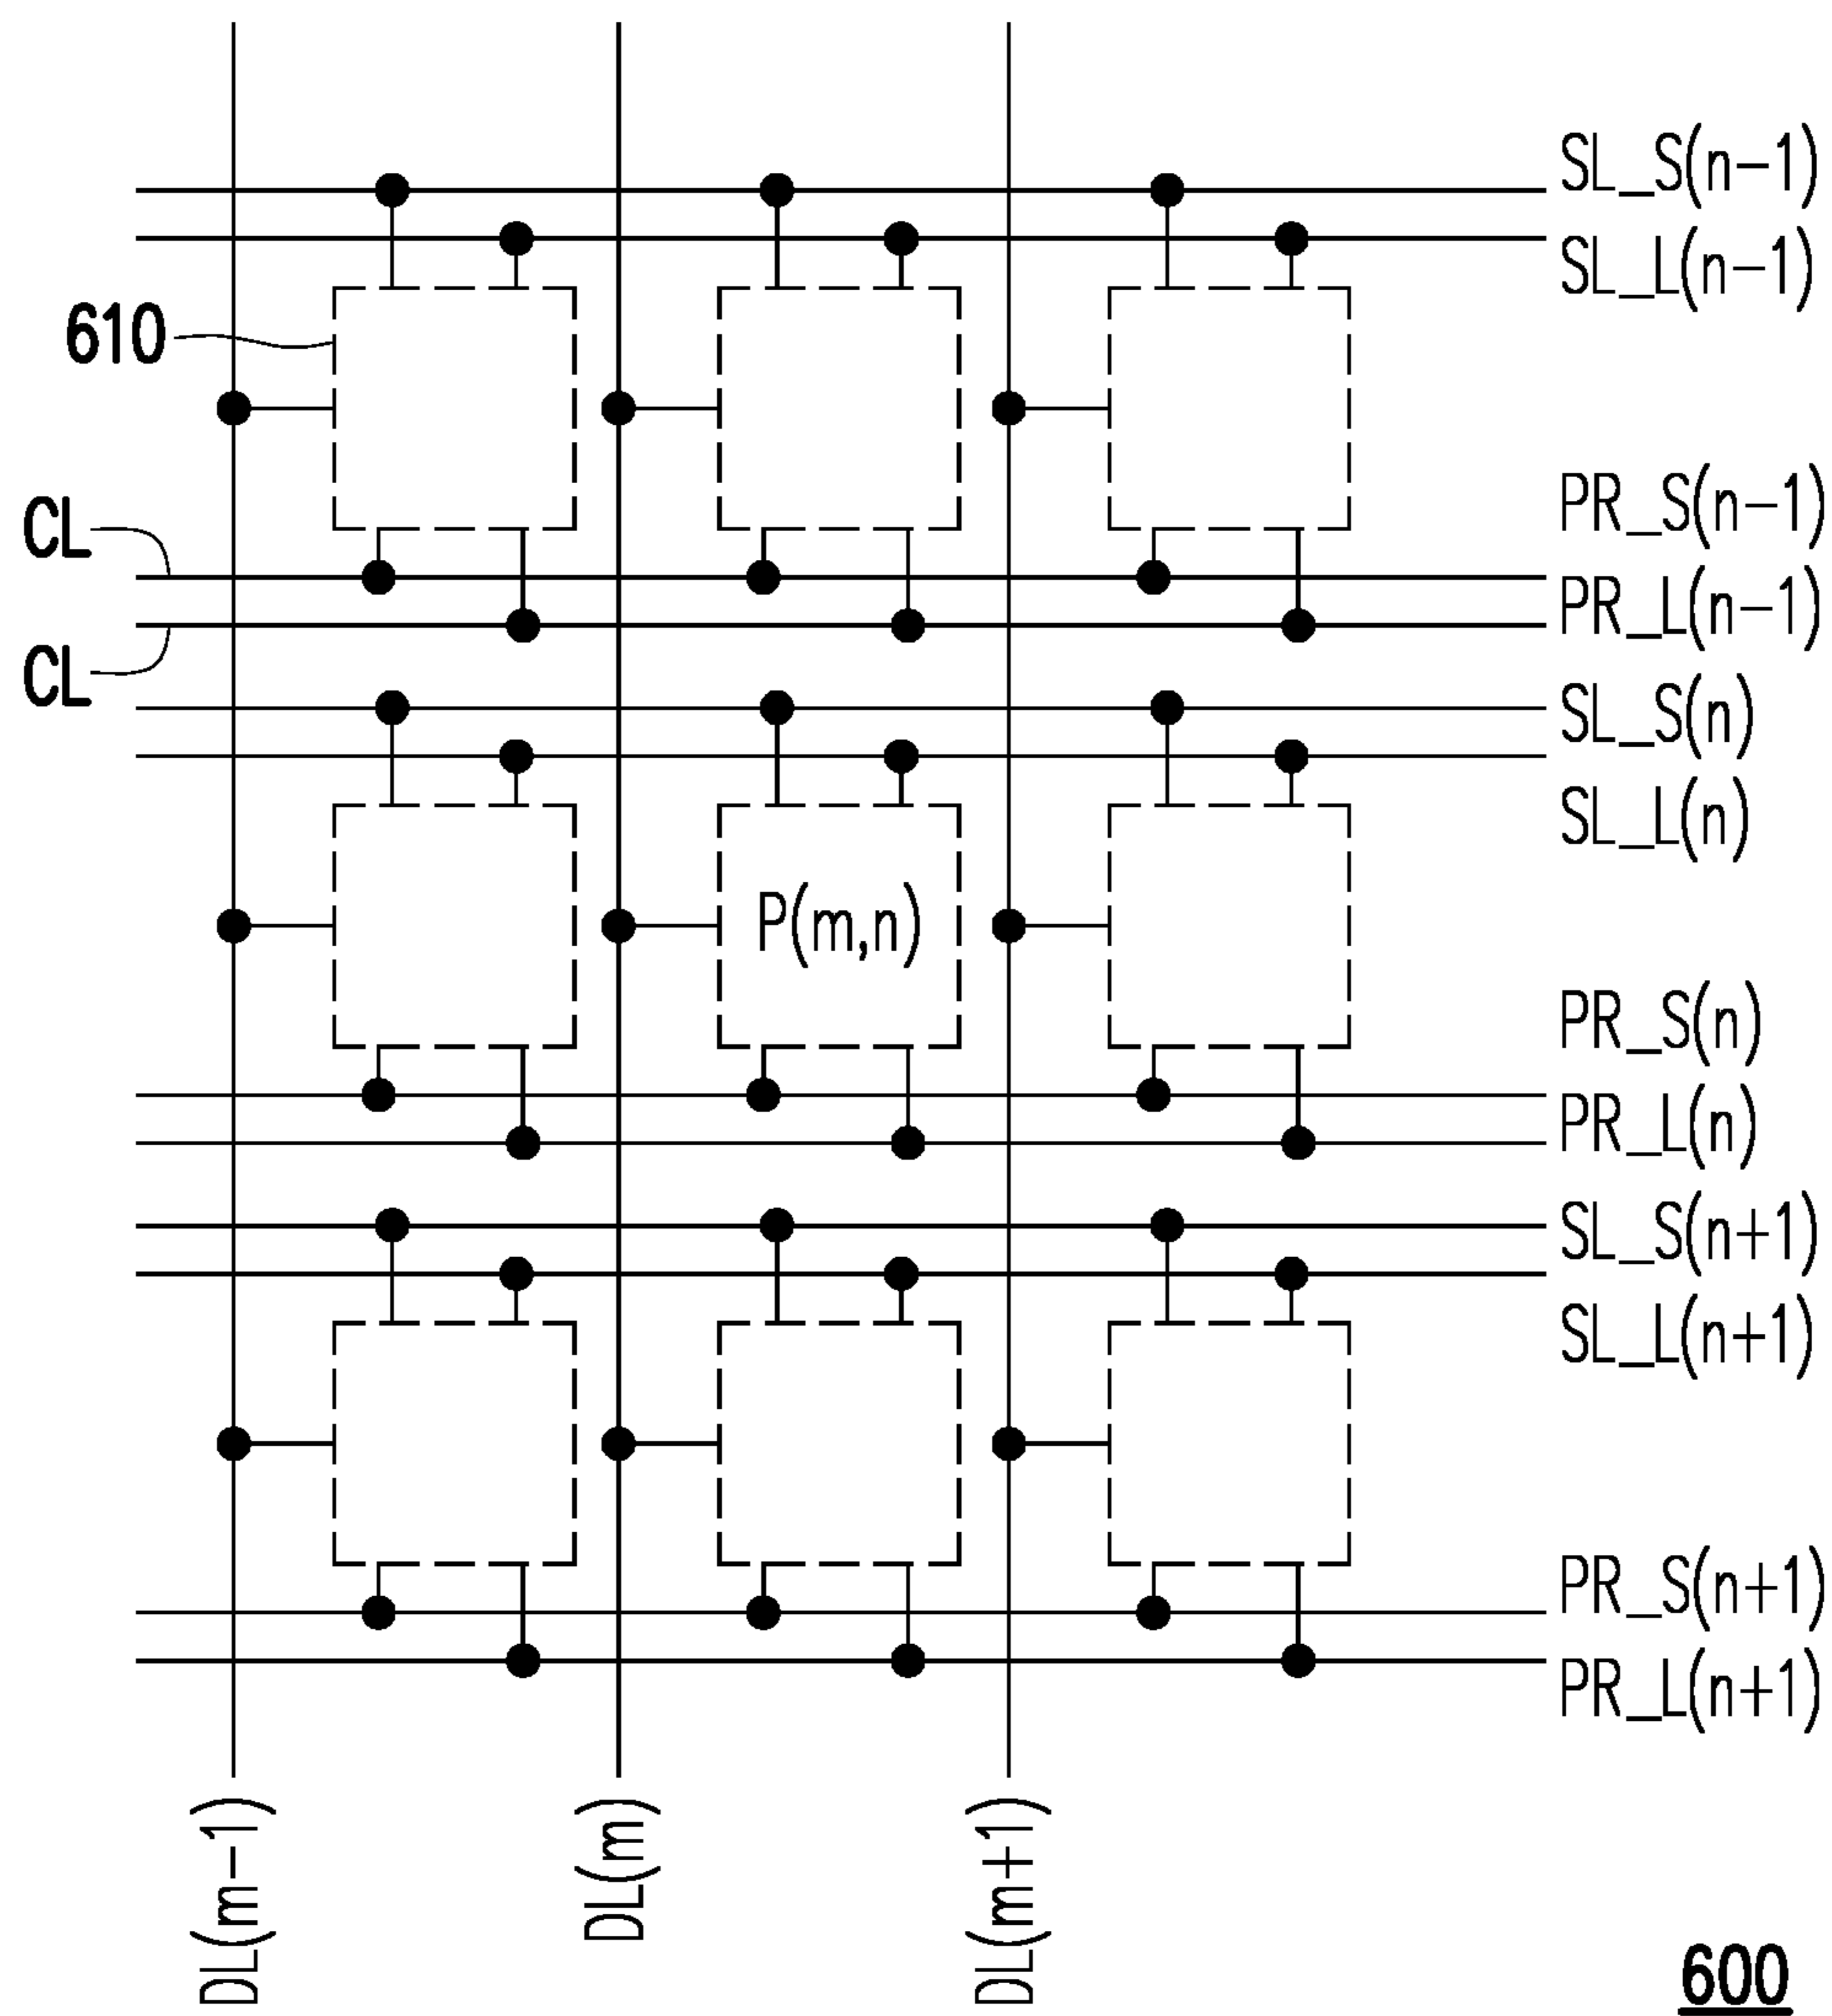 SL_S(n-1)
SL_L(n-1)
610
PR_S(n-1)
CL
PR_L(n-1)
CL
SL_S(n)
SL_L(n)
P(m,n)
PR_S(n)
PR_L(n)
SL_S(n+1)
SL_L(n+1)
PR_S(n+1)
PR_L(n+1)
DL(m-1)
DL(m)
DL(m+1)
600